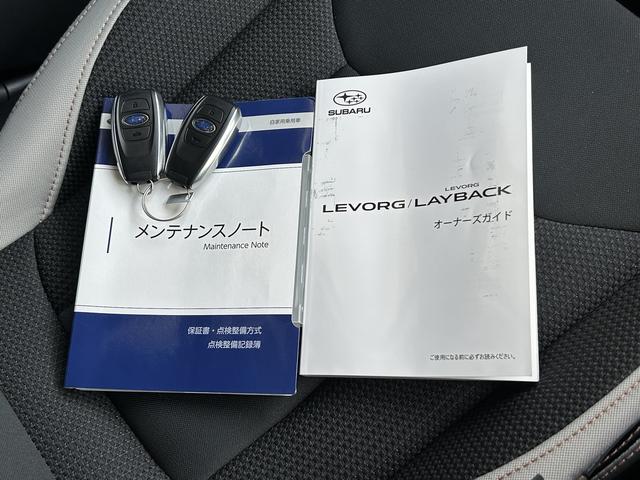 自家用乗用車
メンテナンスノート
Maintenance Note
保証書・点検整備方式
点検整備記録簿
SUBARU
LEVORG
LEVORG/LAYBACK
オーナーズガイド
ご使用になる前に必ずお読みください。